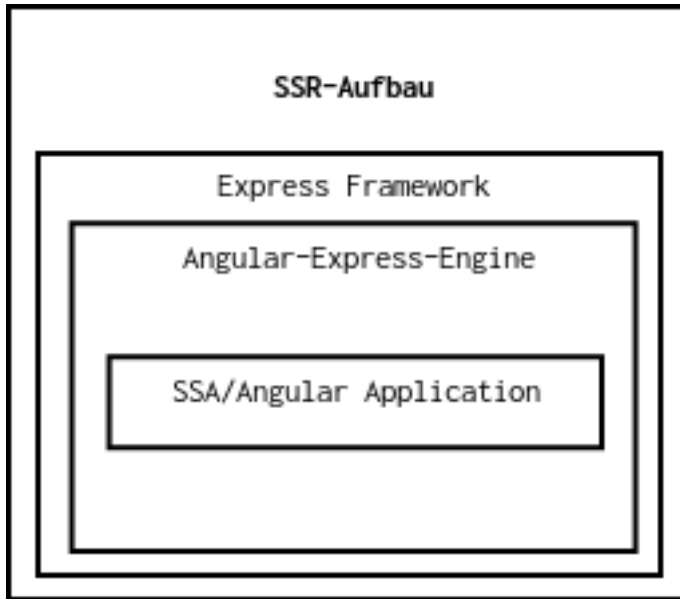 SSR-Aufbau
Express Framework
Angular-Express-Engine
SSA/Angular Application